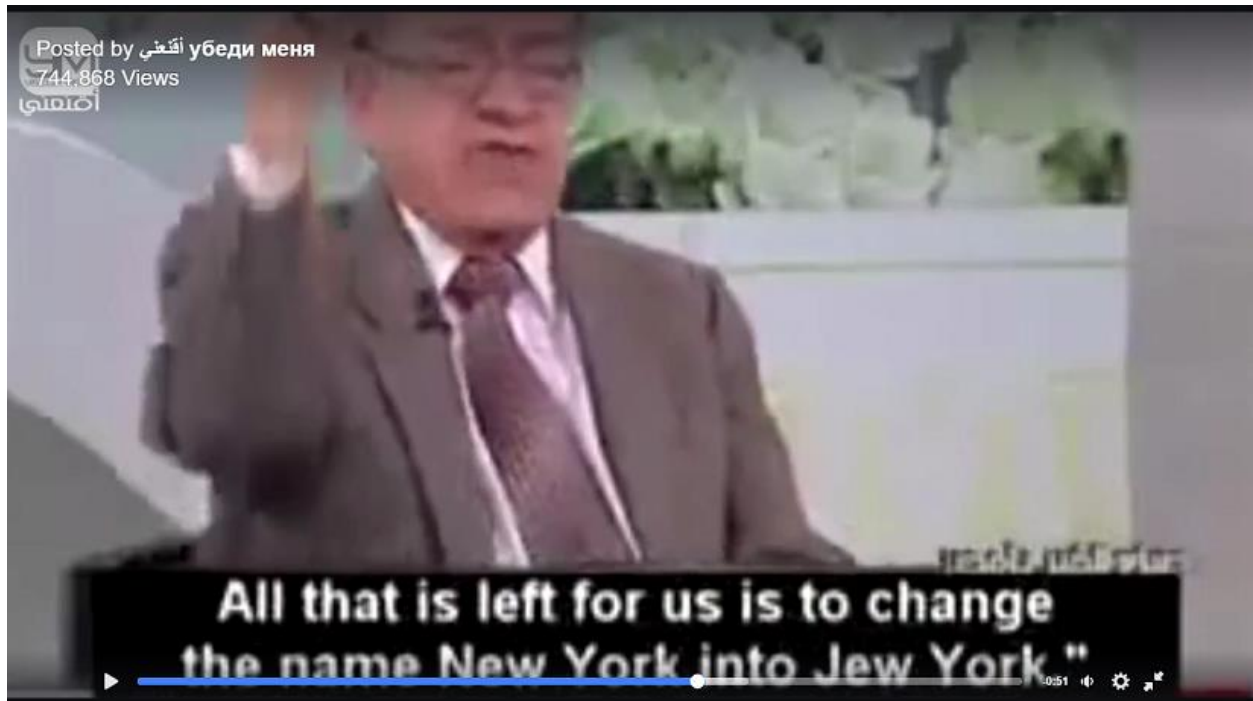 Posted by أقنعني убеди меня
744,868 Views
أقنعني
All that is left for us is to change
the name New York into Jew York."
-0:51